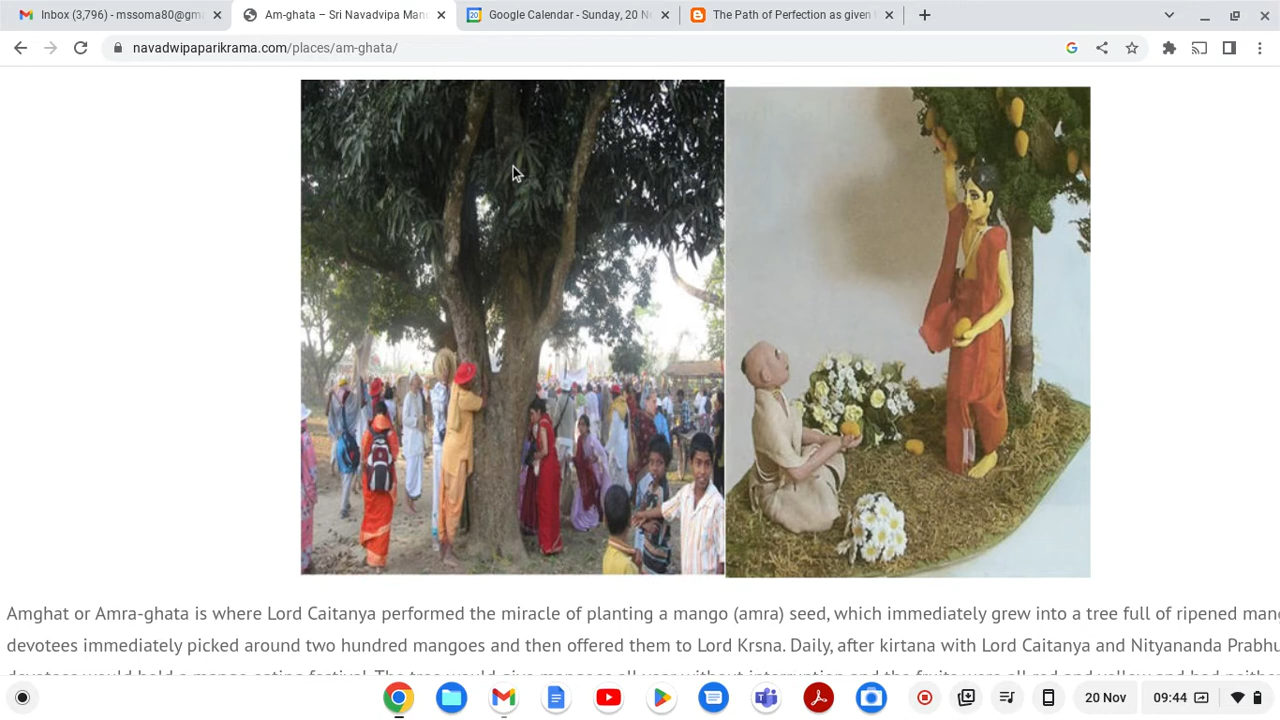 Inbox (3,796) - mssoma80@gm
Am-ghata – Sri Navadvipa Man
Google Calendar - Sunday, 20 N
The Path of Perfection as given
navadwipaparikrama.com/places/am-ghata/
Amghat or Amra-ghata is where Lord Caitanya performed the miracle of planting a mango (amra) seed, which immediately grew into a tree full of ripened man
devotees immediately picked around two hundred mangoes and then offered them to Lord Krsna. Daily, after kirtana with Lord Caitanya and Nityananda Prabhu
20 Nov
09:44